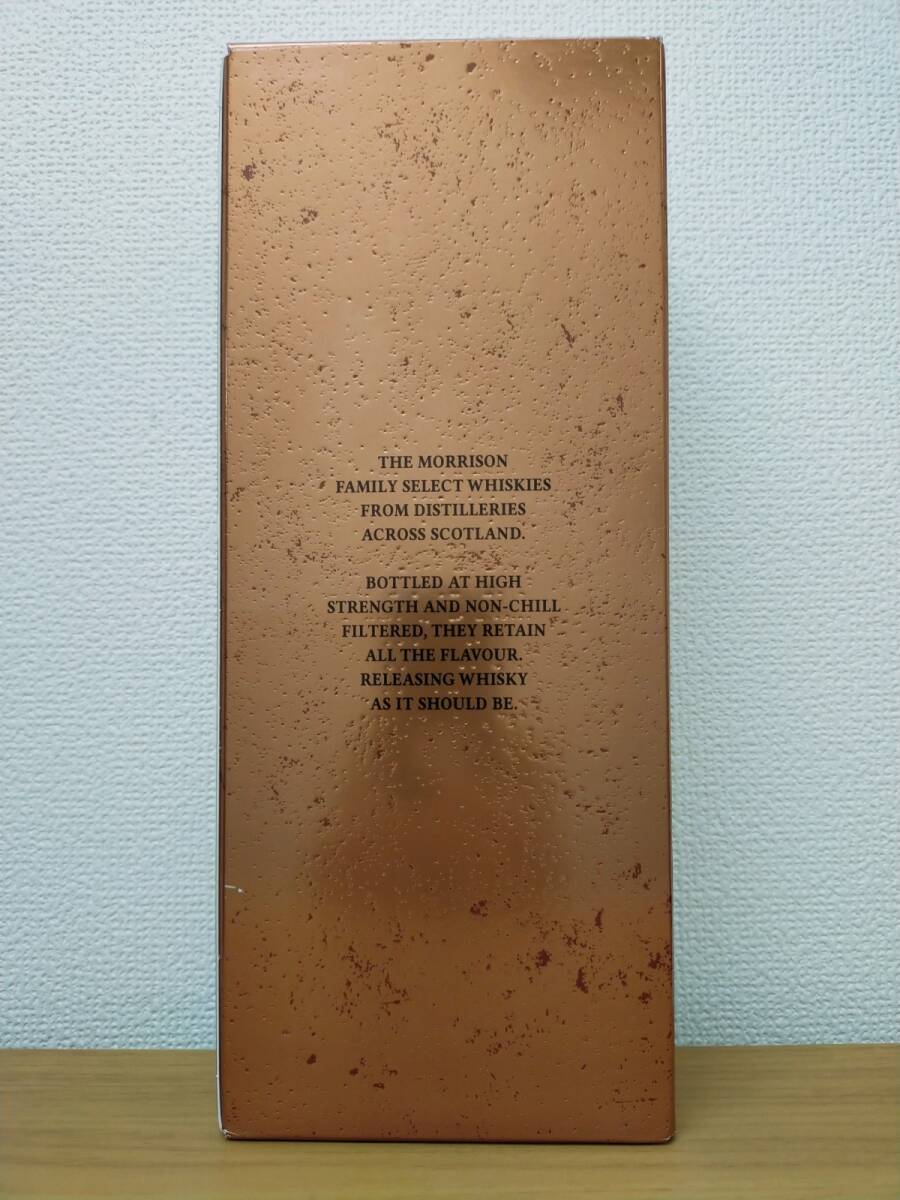 THE MORRISON
FAMILY SELECT WHISKIES
FROM DISTILLERIES
ACROSS SCOTLAND.
BOTTLED AT HIGH
STRENGTH AND NON-CHILL
FILTERED, THEY RETAIN
ALL THE FLAVOUR.
RELEASING WHISKY
AS IT SHOULD BE.